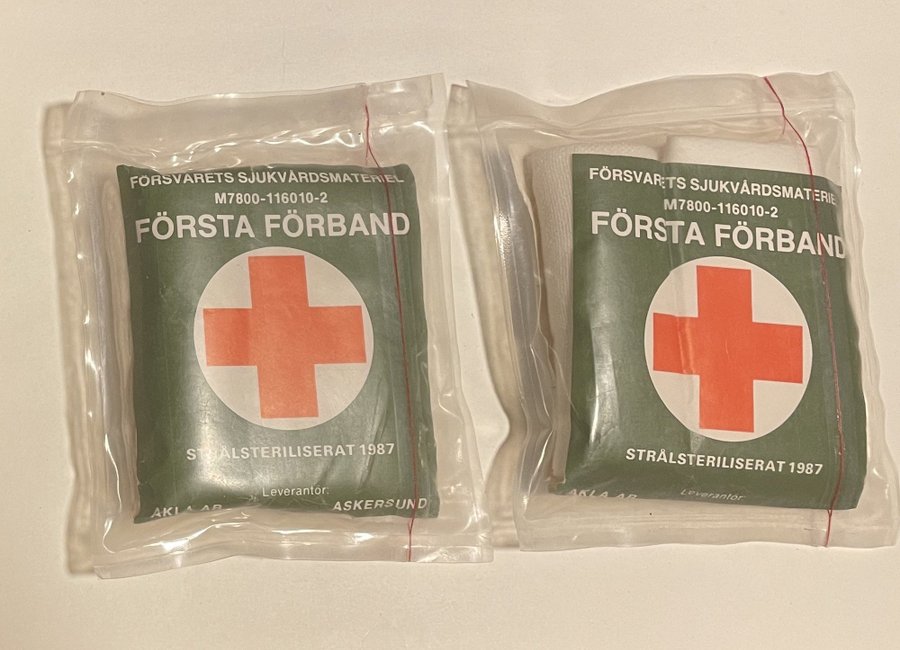 FÖRSVARETS SJUKVÅRDSMATERIEL
M7800-116010-2
FÖRSTA FÖRBAND
STRÅLSTERILISERAT 1987
Leverantör:
AKLA AB ASKERSUND
FÖRSVARETS SJUKVÅRDSMATERIEL
M7800-116010-2
FÖRSTA FÖRBAND
STRÅLSTERILISERAT 1987
Leverantör:
AKLA AB